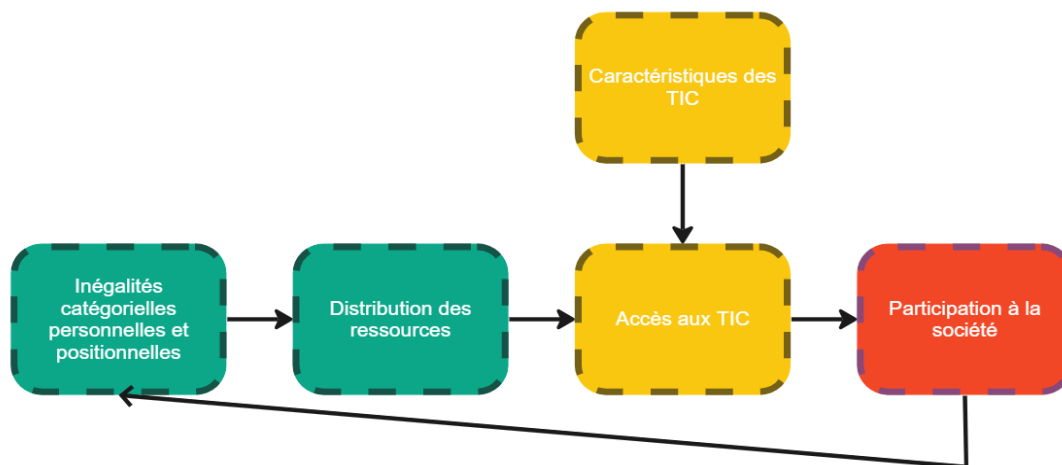 Caractéristiques des
TIC
Inégalités
catégorielles
personnelles et
positionnelles
Distribution des
ressources
Accès aux TIC
Participation à la
société